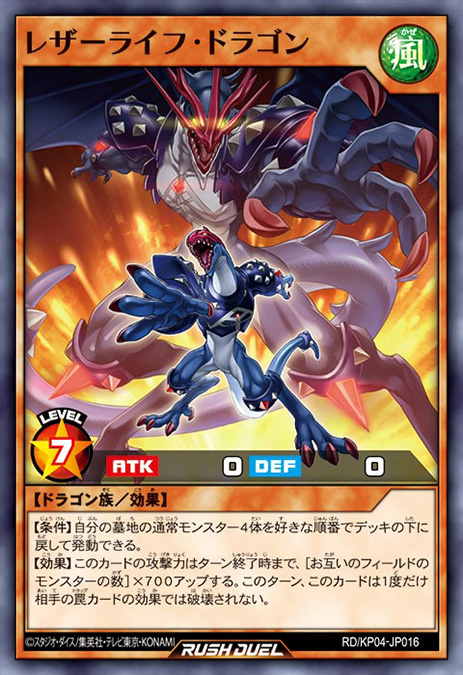 レザーライフ・ドラゴン
かぜ
風
LEVEL
7
ATK 0 DEF 0
【ドラゴン族/効果】
【条件】自分の墓地の通常モンスター4体を好きな順番でデッキの下に
戻して発動できる。
【効果】このカードの攻撃力はターン終了時まで、[お互いのフィールドの
モンスターの数]×700アップする。このターン、このカードは1度だけ
相手の罠カードの効果では破壊されない。
©スタジオ・ダイス/集英社・テレビ東京・KONAMI
RUSH DUEL
RD/KP04-JP016